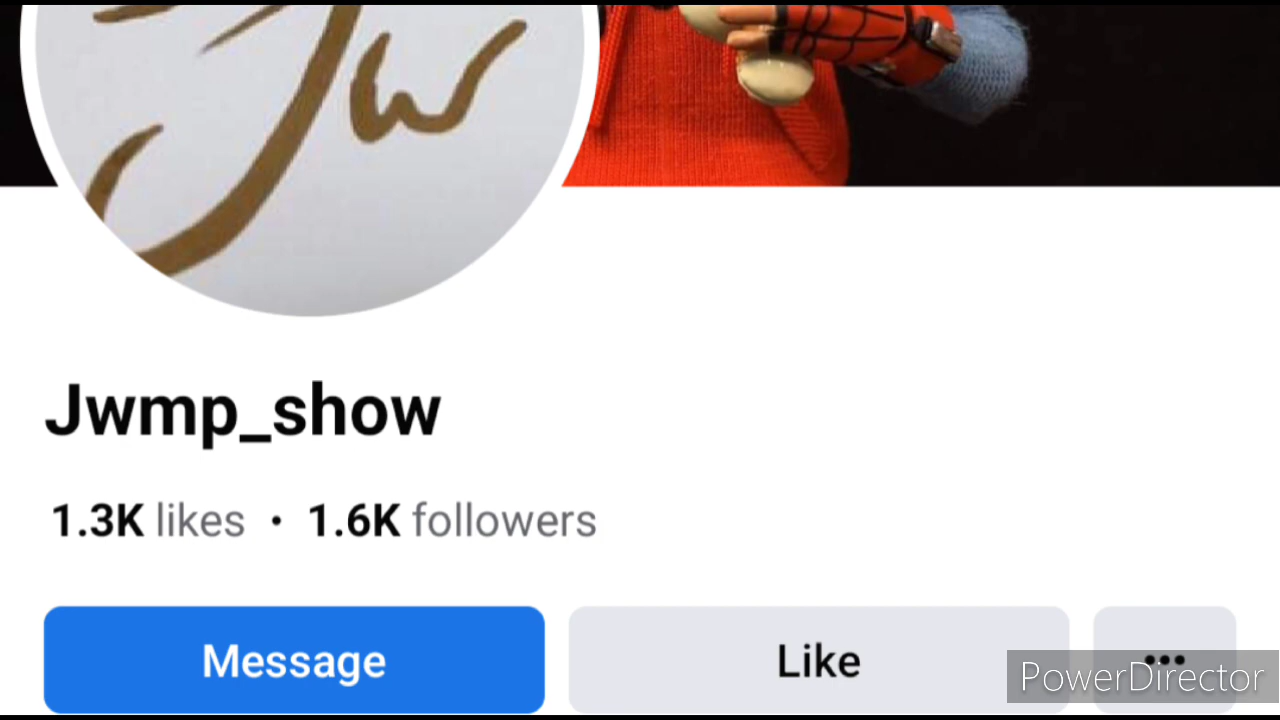 Jw
Jwmp_show
1.3K likes • 1.6K followers
Message
Like
...
PowerDirector